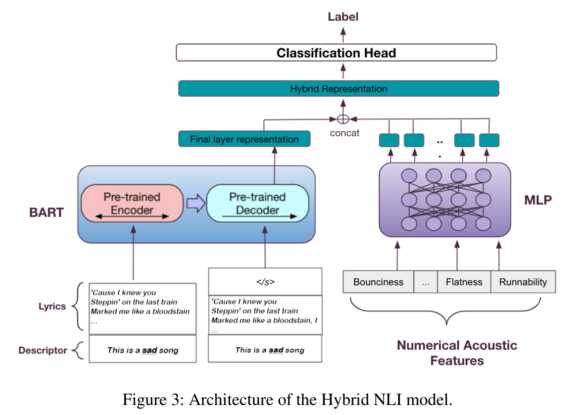 Label
Classification Head
Hybrid Representation
concat
Final layer representation
..
.
BART
Pre-trained
Encoder
Pre-trained
Decoder
MLP
Lyrics
'Cause I knew you
Steppin' on the last train
Marked me like a bloodstain
...
Descriptor
This is a sad song
</s>
'Cause I knew you
Steppin' on the last train
Marked me like a bloodstain, I
...
This is a sad song
Bounciness ... Flatness Runnability
Numerical Acoustic
Features
Figure 3: Architecture of the Hybrid NLI model.